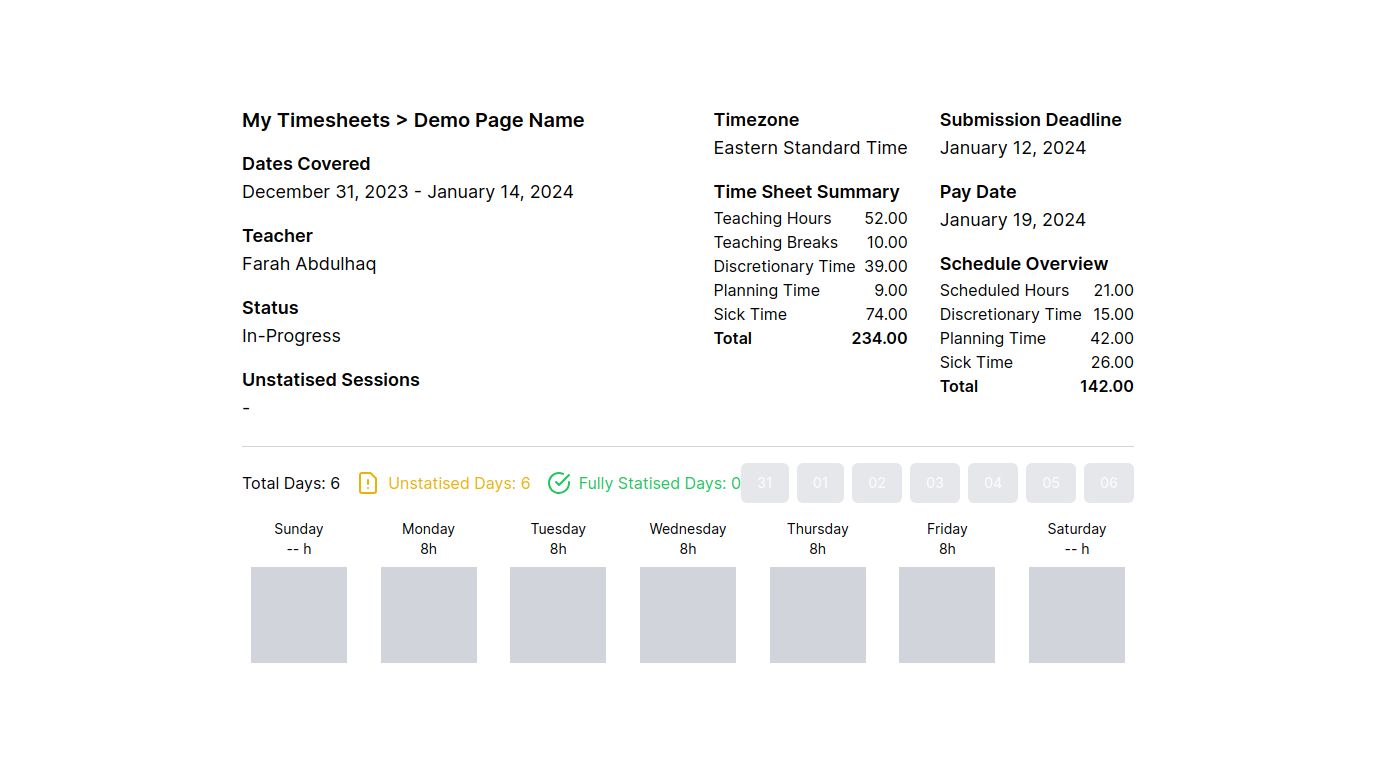 My Timesheets > Demo Page Name
Dates Covered
December 31, 2023 - January 14, 2024
Teacher
Farah Abdulhaq
Status
In-Progress
Unstatised Sessions
-
Timezone
Eastern Standard Time
Time Sheet Summary
Teaching Hours 52.00
Teaching Breaks 10.00
Discretionary Time 39.00
Planning Time 9.00
Sick Time 74.00
Total 234.00
Submission Deadline
January 12, 2024
Pay Date
January 19, 2024
Schedule Overview
Scheduled Hours 21.00
Discretionary Time 15.00
Planning Time 42.00
Sick Time 26.00
Total 142.00
Total Days: 6 Unstatised Days: 6 Fully Statised Days: 0 31 01 02 03 04 05 06
Sunday Monday Tuesday Wednesday Thursday Friday Saturday
-- h 8h 8h 8h 8h 8h -- h